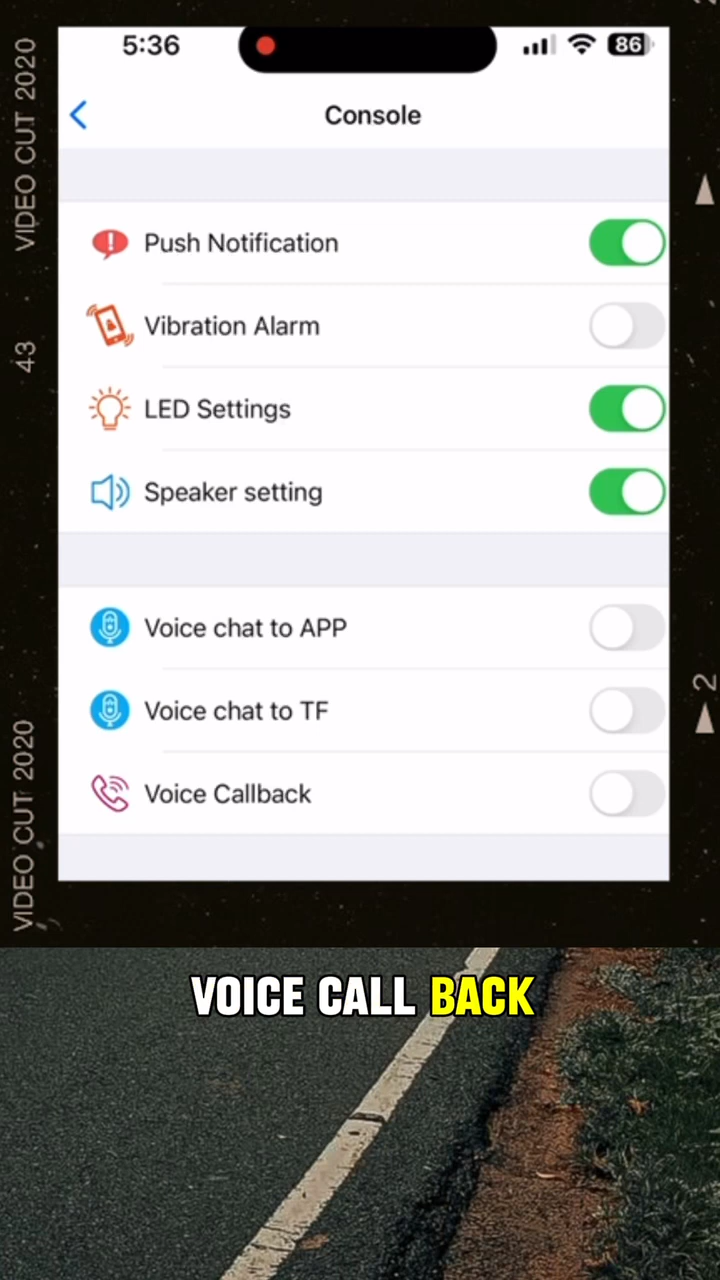 VIDEO CUT 2020
43
VIDEO CUT 2020
5:36
86
Console
Push Notification
Vibration Alarm
LED Settings
Speaker setting
Voice chat to APP
Voice chat to TF
Voice Callback
2
VOICE CALL BACK